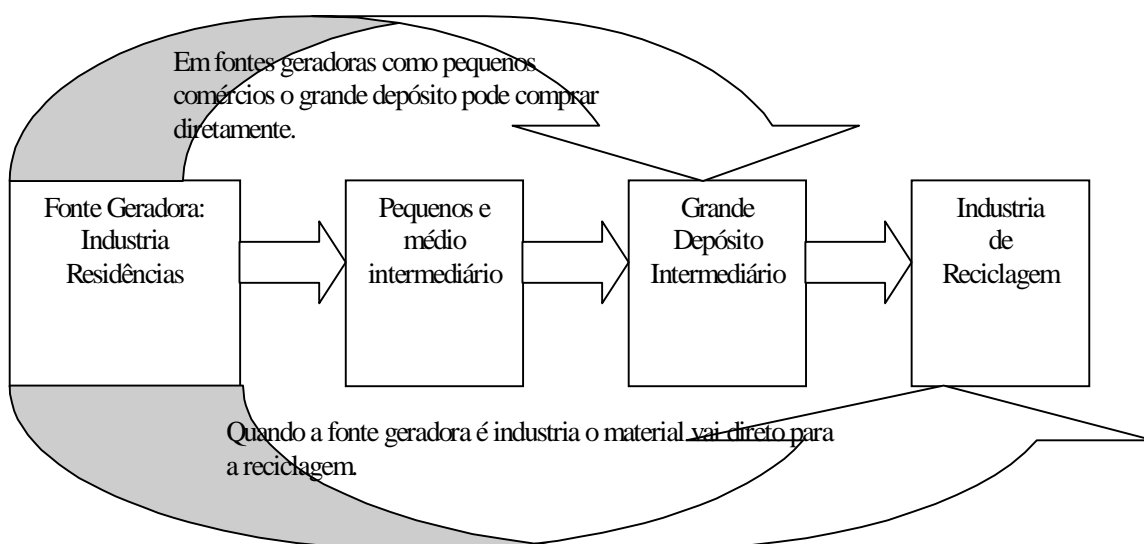 Em fontes geradoras como pequenos
comércios o grande depósito pode comprar
diretamente.
Fonte Geradora:
Industria
Residências
Pequenos e
médio
intermediário
Grande
Depósito
Intermediário
Industria
de
Reciclagem
Quando a fonte geradora é industria o material vai direto para
a reciclagem.